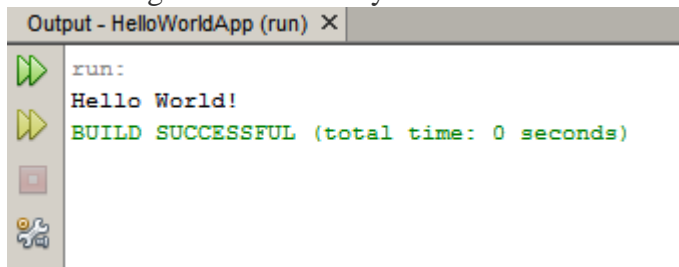 Output - HelloWorldApp (run) X
run:
Hello World!
BUILD SUCCESSFUL (total time: 0 seconds)